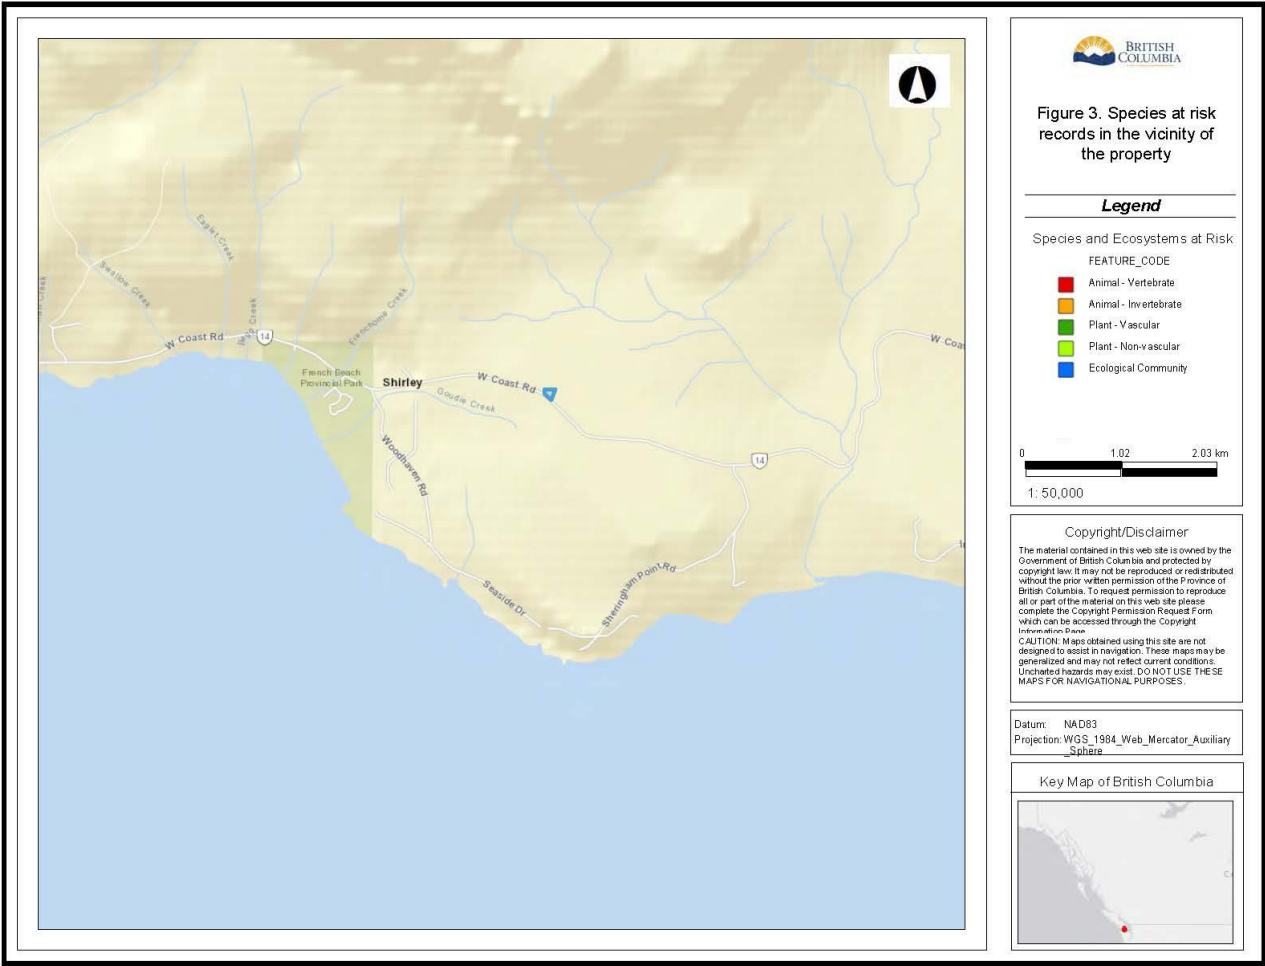 Eaglet Creek
Swallow Creek
Creek
W Coast Rd
Creek
14
Frenchome Creek
French Beach
Provincial Park
Shirley
W Coast Rd
Goudie Creek
Woodhaven Rd
14
W Coas
Seaside Dr
Sheringham Point Rd
BRITISH
COLUMBIA
Figure 3. Species at risk
records in the vicinity of
the property
Legend
Species and Ecosystems at Risk
FEATURE_CODE
Animal - Vertebrate
Animal - Invertebrate
Plant - Vascular
Plant - Non-vascular
Ecological Community
0 1.02 2.03 km
1: 50,000
Copyright/Disclaimer
The material contained in this web site is owned by the
Government of British Columbia and protected by
copyright law. It may not be reproduced or redistributed
without the prior written permission of the Province of
British Columbia. To request permission to reproduce
all or part of the material on this web site please
complete the Copyright Permission Request Form
which can be accessed through the Copyright
Information Page
CAUTION: Maps obtained using this site are not
designed to assist in navigation. These maps may be
generalized and may not reflect current conditions.
Uncharted hazards may exist. DO NOT USE THESE
MAPS FOR NAVIGATIONAL PURPOSES.
Datum: NAD83
Projection: WGS_1984_Web_Mercator_Auxiliary
_Sphere
Key Map of British Columbia